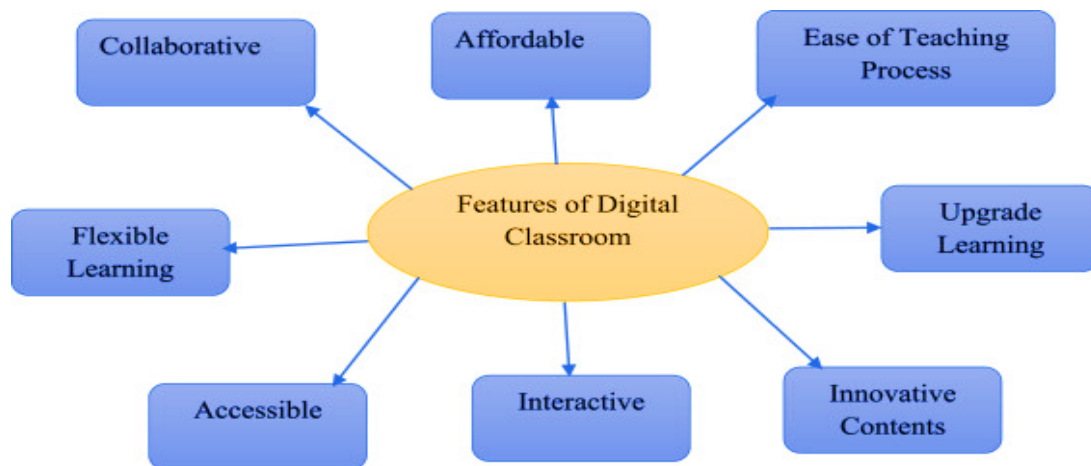 Collaborative
Affordable
Ease of Teaching
Process
Features of Digital
Classroom
Flexible
Learning
Upgrade
Learning
Accessible
Interactive
Innovative
Contents